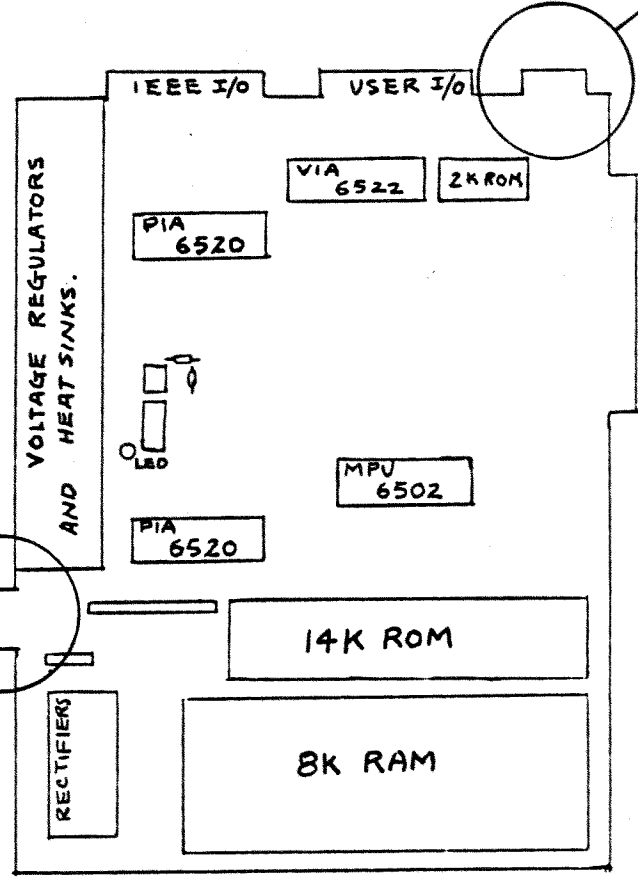 IEEE I/O
USER I/O
VIA
6522
2K ROM
PIA
6520
VOLTAGE REGULATORS
AND HEAT SINKS.
LED
MPU
6502
PIA
6520
14K ROM
RECTIFIERS
8K RAM